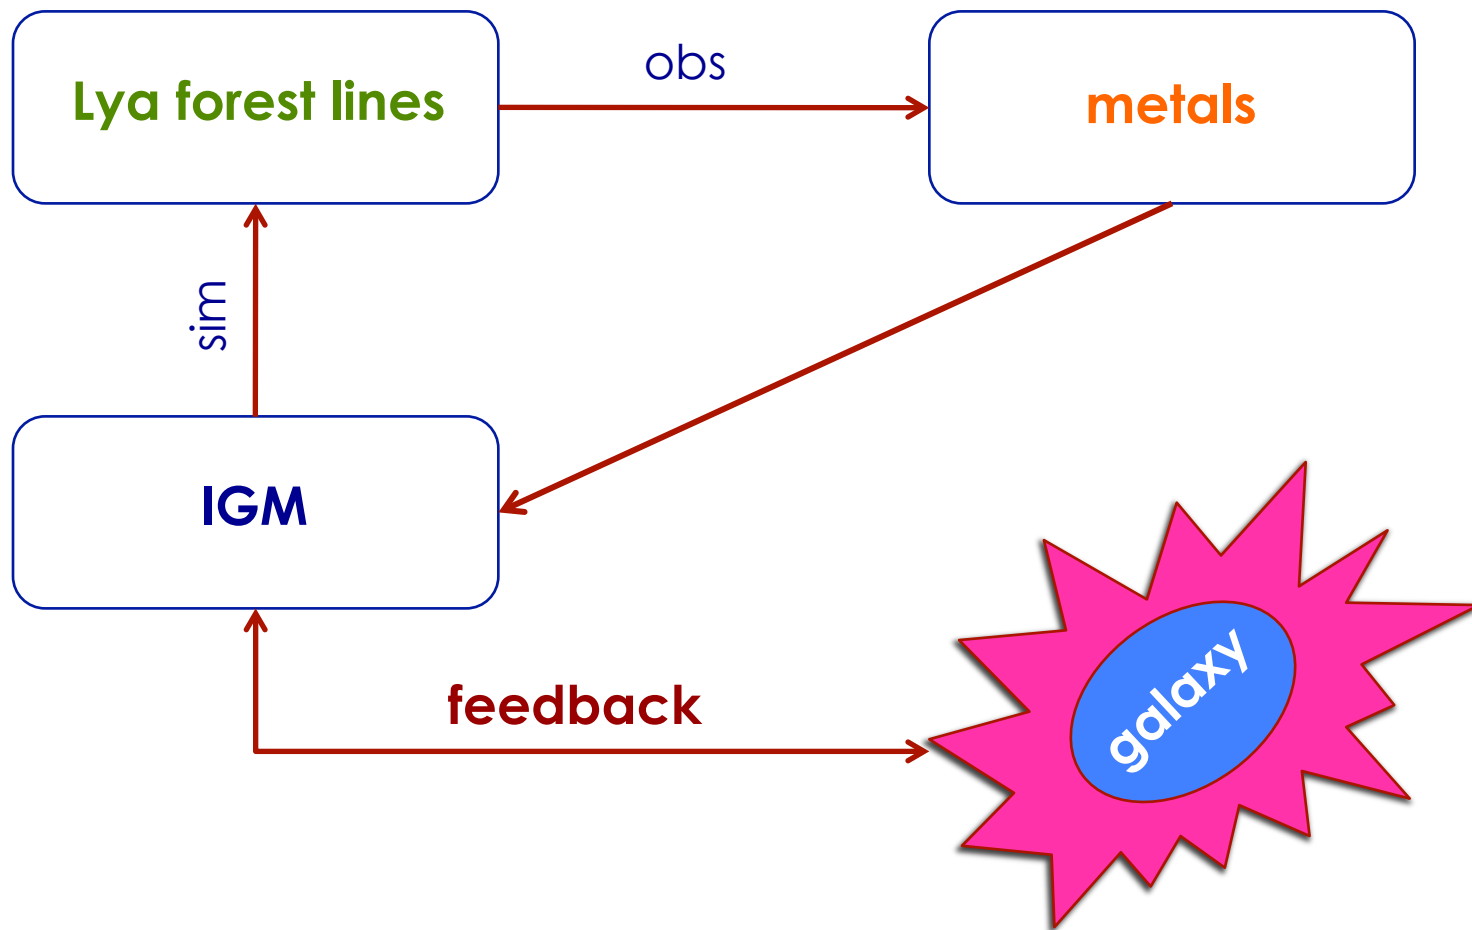 Lya forest lines
obs
metals
sim
IGM
feedback
galaxy